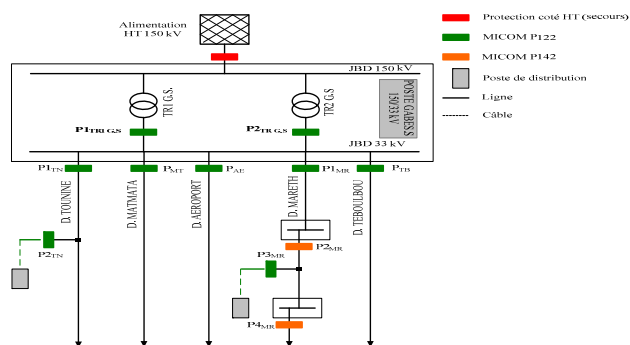 Alimentation
HT 150 kV
Protection coté HT (secours)
MICOM P122
MICOM P142
Poste de distribution
Ligne
Câble
JBD 150 kV
TR1 G.S.
TR2 G.S
POSTE GABES S
150/33 kV
P1TR1 G.S
P2TR G.S
JBD 33 kV
P1TN
PMT
PAE
P1MR
PTB
D. TOUNINE
D. MATMATA
D. AEROPORT
D. MARETH
D. TEBOULBOU
P2TN
P2MR
P3MR
P4MR